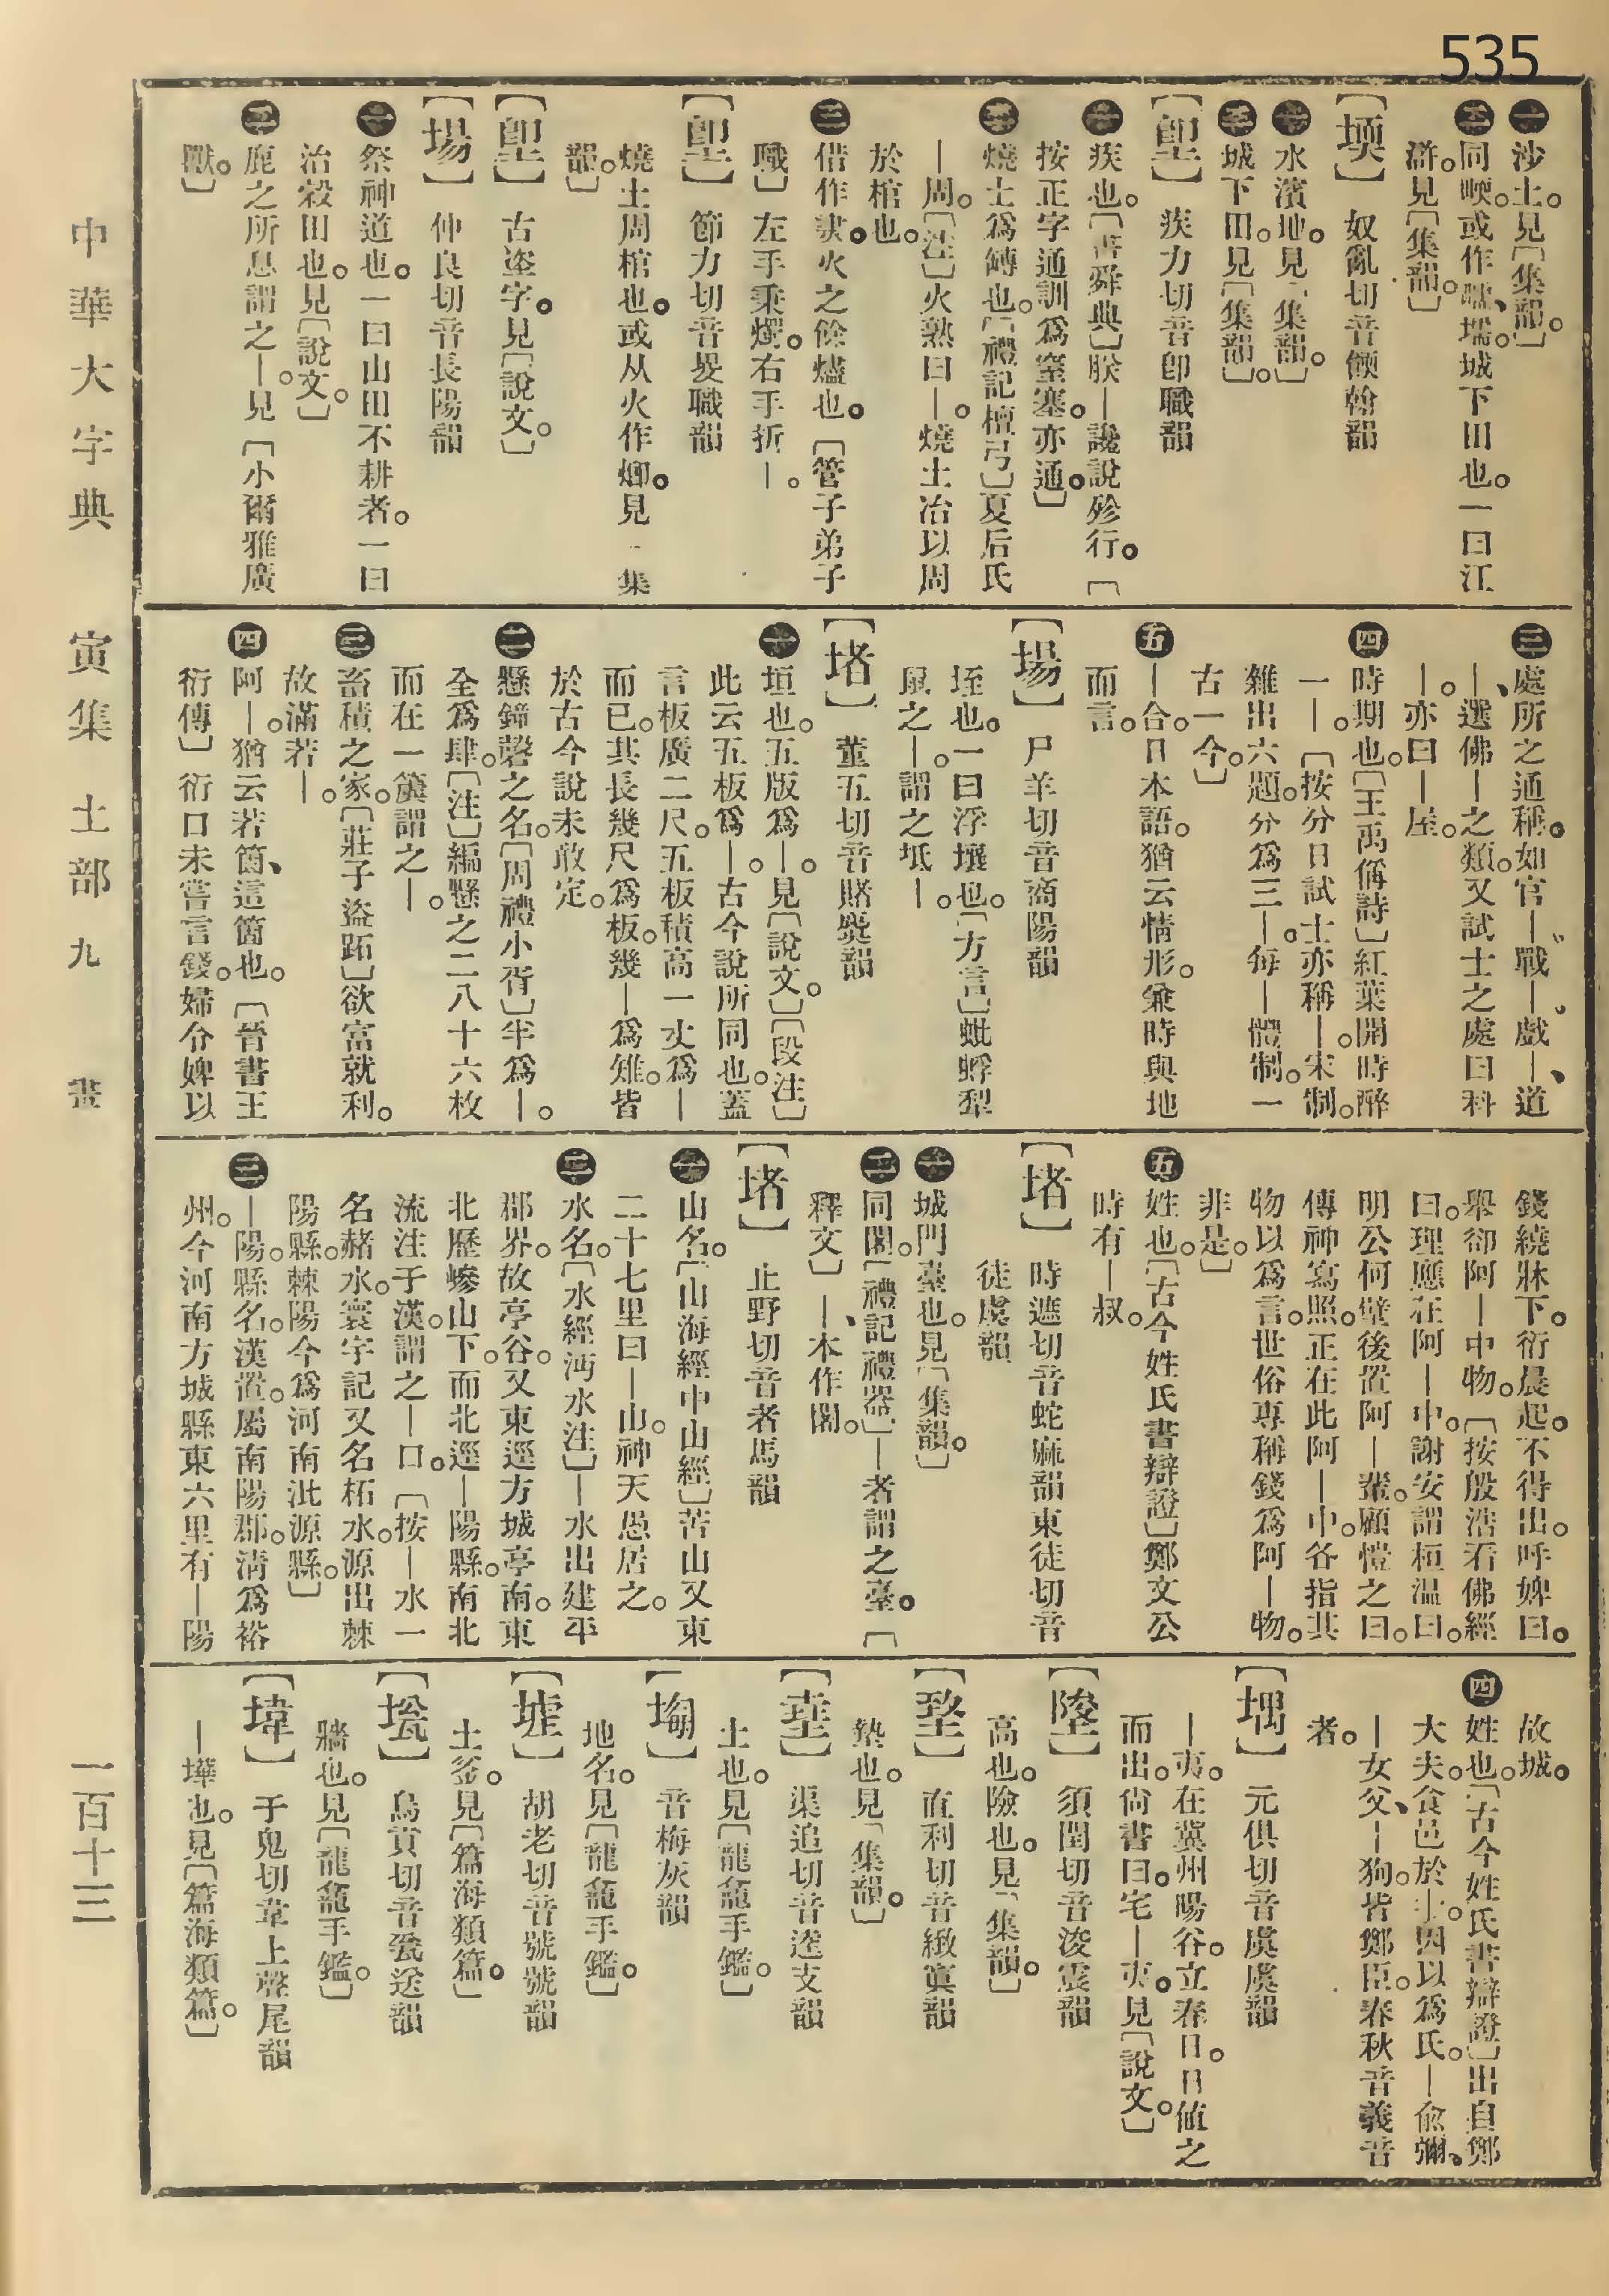 535
㊀沙土。見〔集韻。〕
㊁同㬉。或作壖、堧。城下田也。一曰江
滸。見〔集韻。〕
【堧】奴亂切音愞翰韻
㊀水濱地。見〔集韻。〕
㊁城下田。見〔集韻〕。
【堲】疾力切音卽職韻
㊀疾也。〔書舜典〕朕｜讒說殄行。〔
按正字通訓爲窒塞。亦通。〕
㊁燒土爲磚也。〔禮記檀弓〕夏后氏
｜周。〔注〕火熟曰｜。燒土冶以周
於棺也。
㊂借作㶳。火之餘燼也。〔管子弟子
職〕左手秉燭。右手折｜。
【堲】節力切音畟職韻
燒土周棺也。或从火作㷅。見〔集
韻。〕
【堲】古垐字。見〔說文。〕
【場】仲良切音長陽韻
㊀祭神道也。一曰山田不耕者。一曰
治穀田也。見〔說文。〕
㊁鹿之所息謂之｜。見〔小爾雅廣
獸。〕
㊂處所之通稱。如官｜、戰｜、戲｜、道
｜、選佛｜之類。又試士之處曰科
｜。亦曰｜屋。
㊃時期也。〔王禹偁詩〕紅葉開時醉
一｜。〔按分日試士亦稱｜。宋制。
雜出六題。分爲三｜。每｜體制。一
古一今。〕
㊄｜合。日本語。猶云情形。兼時與地
而言。
【場】尸羊切音商陽韻
坘也。一曰浮壤也。〔方言〕蚍蜉犂
鼠之｜。謂之坻｜。
【堵】董五切音賭麌韻
㊀垣也。五版爲｜。見〔說文。〕〔段注〕
此云五板爲｜。古今說所同也。蓋
言板廣二尺。五板積高一丈爲｜
而已。其長幾尺爲板。幾｜爲雉。皆
於古今說未敢定。
㊁懸鐘磬之名。〔周禮小胥〕半爲｜。
全爲肆。〔注〕編懸之二八十六枚
而在一簴謂之｜。
㊂畜積之家。〔莊子盜跖〕欲富就利。
故滿若｜。
㊃阿｜。猶云若箇、這箇也。〔晉書王
衍傳〕衍口未嘗言錢。婦令婢以
錢繞牀下。衍晨起。不得出。呼婢曰。
舉卻阿｜中物。〔按殷浩看佛經
曰。理應在阿｜中。謝安謂桓溫曰。
明公何壁後置阿｜輩。顧愷之曰。
傳神寫照。正在此阿｜中。各指其
物以爲言。世俗專稱錢爲阿｜物。
非是。〕
㊄姓也。〔古今姓氏書辯證〕鄭文公
時有｜叔。
【堵】時遮切音蛇麻韻東徒切音
徒虞韻
㊀城門臺也。見〔集韻。〕
㊁同闍。〔禮記禮器〕｜者謂之臺。〔
釋文〕｜、本作闍。
【堵】止野切音者馬韻
㊀山名。〔山海經中山經〕苦山又東
二十七里曰｜山。神天愚居之。
㊁水名。〔水經沔水注〕｜水出建平
郡界。故亭谷。又東逕方城亭南。東
北歷嵾山下。而北逕｜陽縣。南北
流注于漢。謂之｜口。〔按｜水一
名赭水。寰宇記又名柘水。源出棘
陽縣。棘陽今爲河南沘源縣。〕
㊂｜陽。縣名。漢置。屬南陽郡。淸爲裕
州。今河南方城縣東六里有｜陽
故城。
㊃姓也。〔古今姓氏書辯證〕出自鄭
大夫。食邑於｜。因以爲氏。｜兪彌、
｜女父、｜狗。皆鄭臣。春秋音義音
者。
【堣】元俱切音虞虞韻
｜夷。在冀州暘谷。立春日。日値之
而出。尙書曰。宅｜夷。見〔說文。〕
【陖】須閏切音浚震韻
高也。險也。見〔集韻。〕
直利切音緻寘韻
墊也。見〔集韻。〕
渠追切音逵支韻
土也。見〔龍龕手鑑。〕
音梅灰韻
地名。見〔龍龕手鑑。〕
胡老切音號號韻
土釜。見〔篇海類篇。〕
【㙂】烏貢切音瓮送韻
牆也。見〔龍龕手鑑。〕
【㙔】于鬼切韋上聲尾韻
｜墷也。見〔篇海類篇。〕
中華大字典 寅集 土部 九畫 一百十三